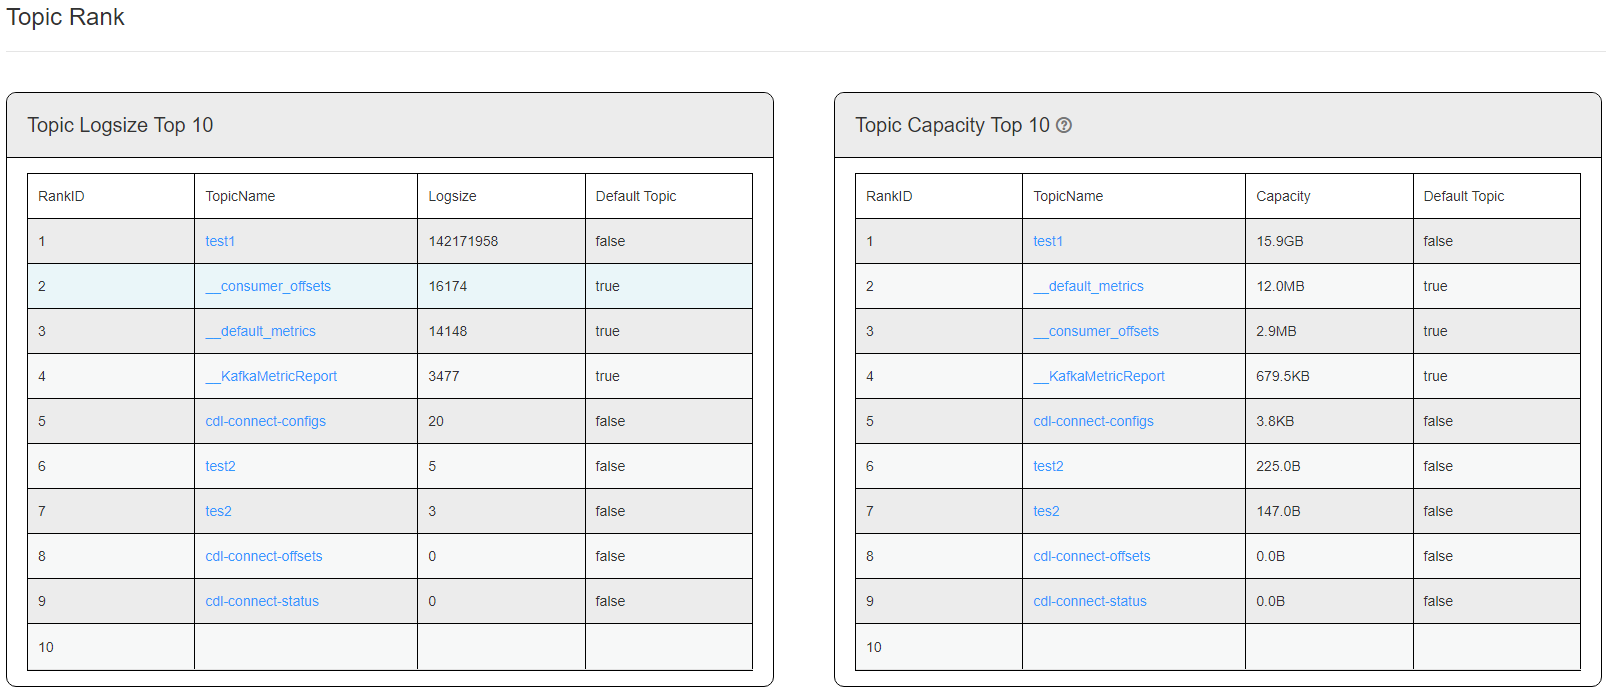 Topic Rank
Topic Logsize Top 10
RankID TopicName Logsize Default Topic
1 test1 142171958 false
2 __consumer_offsets 16174 true
3 __default_metrics 14148 true
4 __KafkaMetricReport 3477 true
5 cdl-connect-configs 20 false
6 test2 5 false
7 tes2 3 false
8 cdl-connect-offsets 0 false
9 cdl-connect-status 0 false
10
Topic Capacity Top 10 ?
RankID TopicName Capacity Default Topic
1 test1 15.9GB false
2 __default_metrics 12.0MB true
3 __consumer_offsets 2.9MB true
4 __KafkaMetricReport 679.5KB true
5 cdl-connect-configs 3.8KB false
6 test2 225.0B false
7 tes2 147.0B false
8 cdl-connect-offsets 0.0B false
9 cdl-connect-status 0.0B false
10